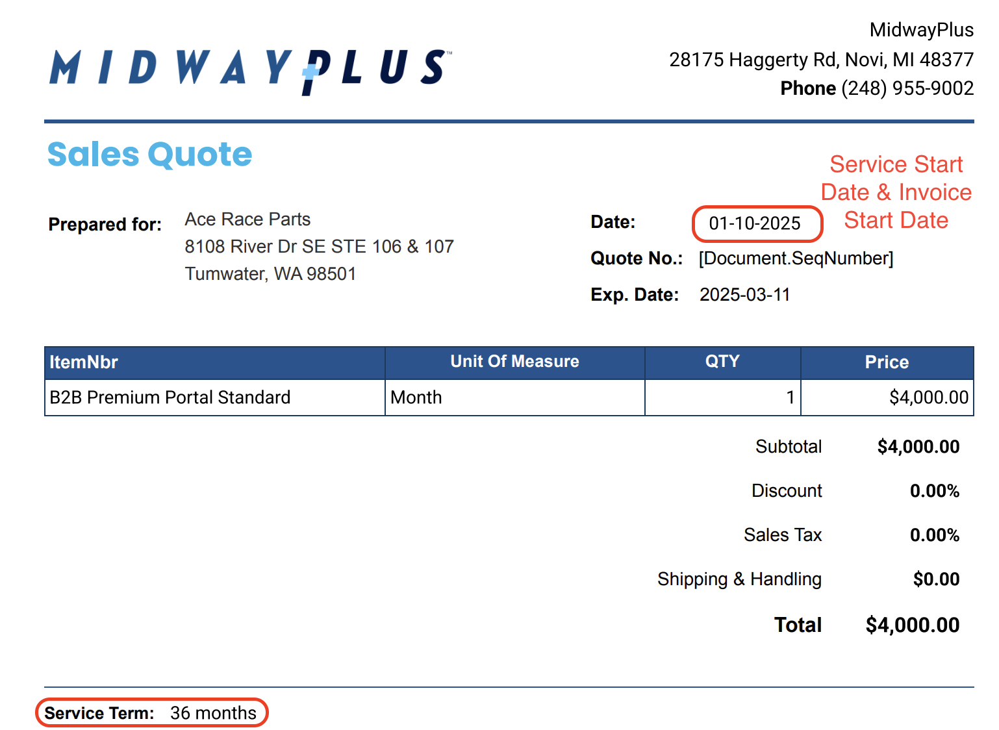 MIDWAYPLUS™
MidwayPlus
28175 Haggerty Rd, Novi, MI 48377
Phone (248) 955-9002
Sales Quote
Service Start
Date & Invoice
Start Date
Prepared for: Ace Race Parts
8108 River Dr SE STE 106 & 107
Tumwater, WA 98501
Date: 01-10-2025
Quote No.: [Document.SeqNumber]
Exp. Date: 2025-03-11
ItemNbr Unit Of Measure QTY Price
B2B Premium Portal Standard Month 1 $4,000.00
Subtotal $4,000.00
Discount 0.00%
Sales Tax 0.00%
Shipping & Handling $0.00
Total $4,000.00
Service Term: 36 months